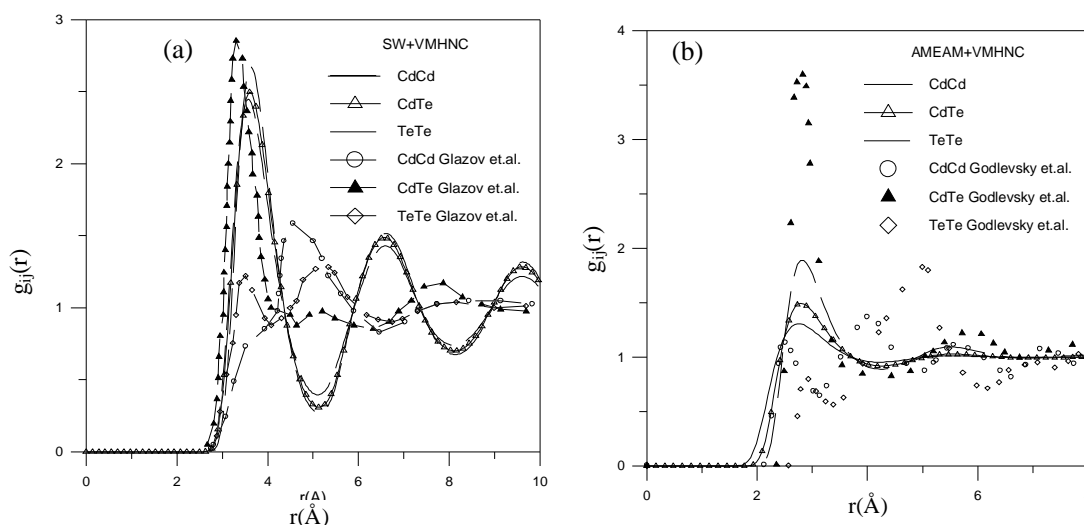 (a)
SW+VMHNC
CdCd
CdTe
TeTe
CdCd Glazov et.al.
CdTe Glazov et.al.
TeTe Glazov et.al.
gij(r)
3
2
1
0
0 2 4 6 8 10
r(A)
r(Å)
(b)
AMEAM+VMHNC
CdCd
CdTe
TeTe
CdCd Godlevsky et.al.
CdTe Godlevsky et.al.
TeTe Godlevsky et.al.
gij(r)
4
3
2
1
0
0 2 4 6
r(Å)